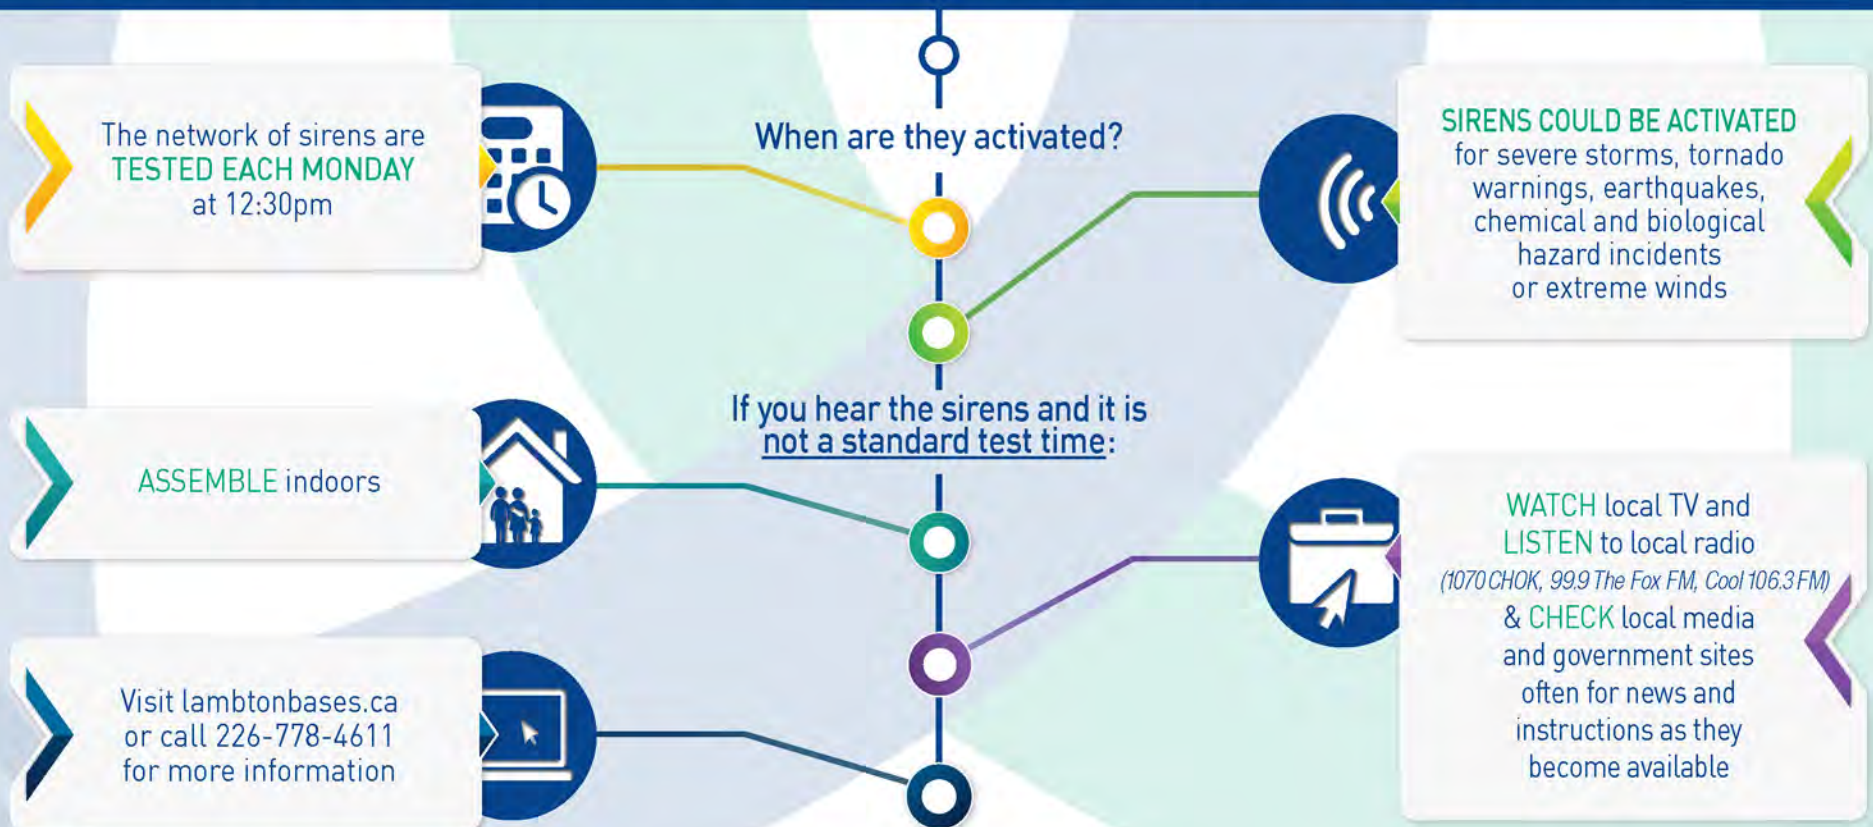 When are they activated?
The network of sirens are
TESTED EACH MONDAY
at 12:30pm
SIRENS COULD BE ACTIVATED
for severe storms, tornado
warnings, earthquakes,
chemical and biological
hazard incidents
or extreme winds
If you hear the sirens and it is
not a standard test time:
ASSEMBLE indoors
WATCH local TV and
LISTEN to local radio
(1070 CHOK, 99.9 The Fox FM, Cool 106.3 FM)
& CHECK local media
and government sites
often for news and
instructions as they
become available
Visit lambtonbases.ca
or call 226-778-4611
for more information